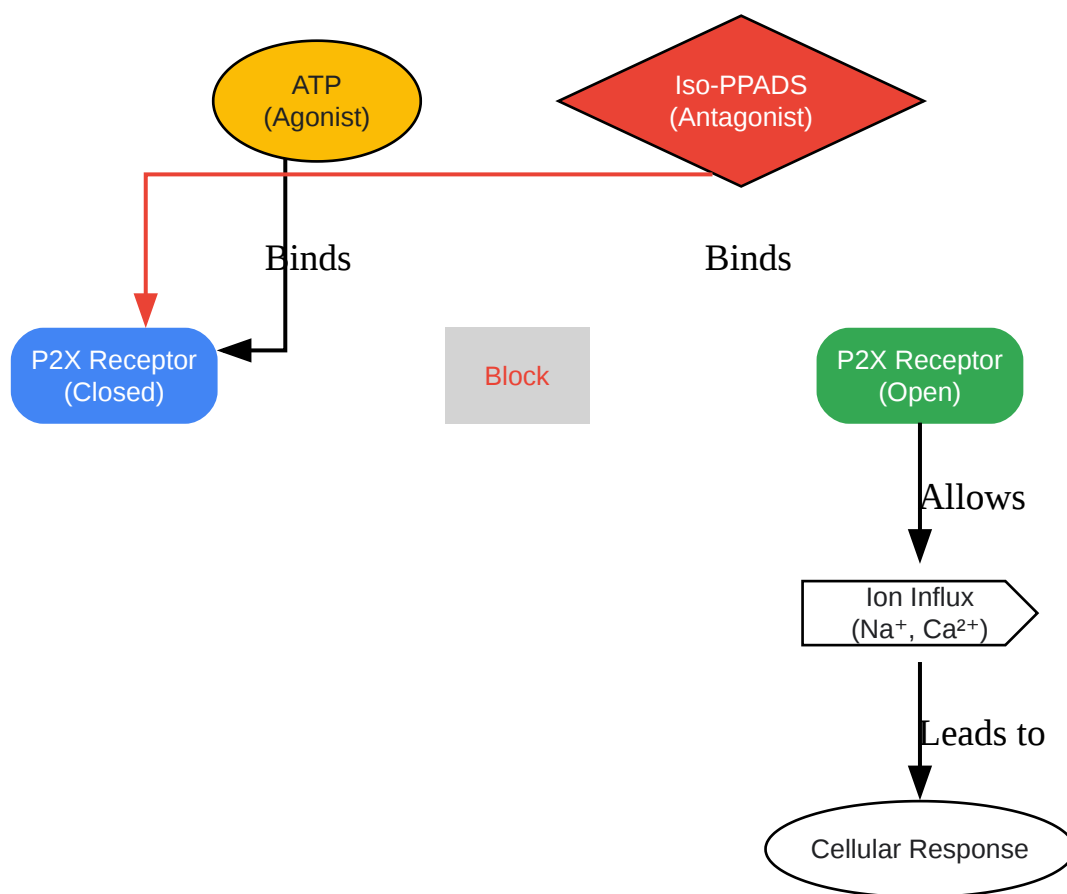 ATP
(Agonist)
Iso-PPADS
(Antagonist)
Binds
Binds
P2X Receptor
(Closed)
Block
P2X Receptor
(Open)
Allows
Ion Influx
(Na⁺, Ca²⁺)
Leads to
Cellular Response